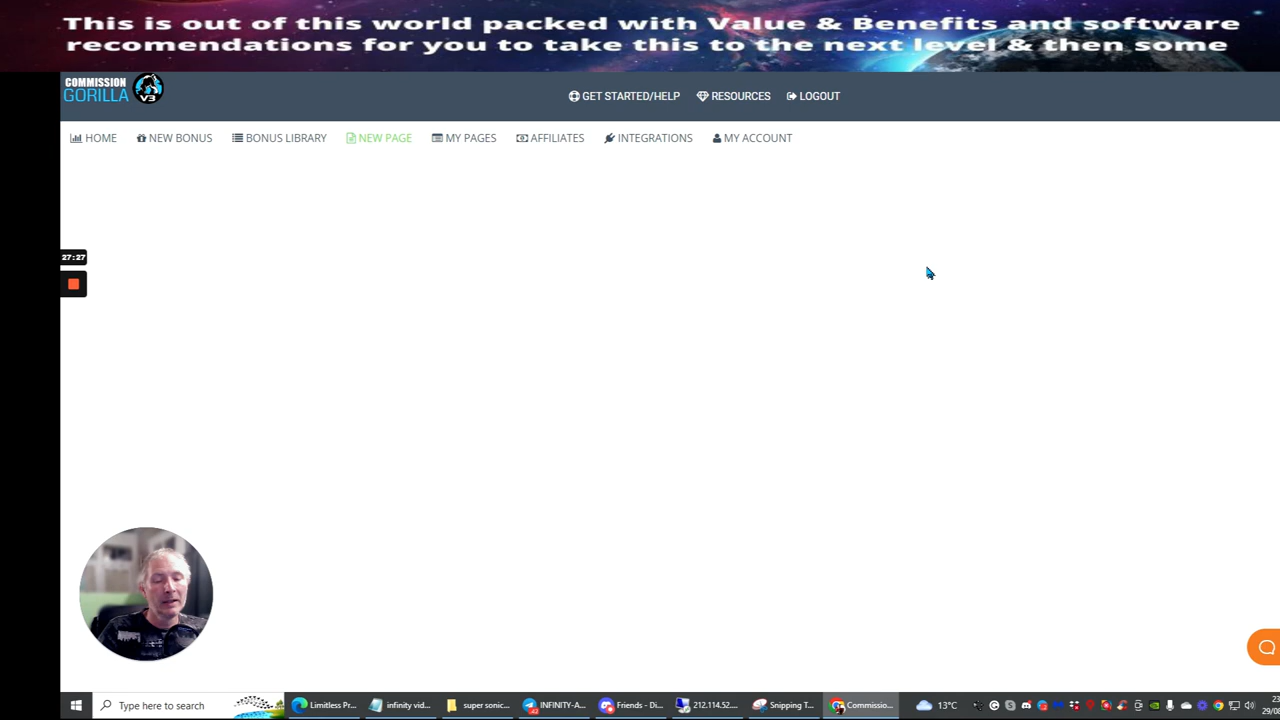 This is out of this world packed with Value & Benefits and software
recomendations for you to take this to the next level & then some
COMMISSION
GORILLA V3
GET STARTED/HELP RESOURCES LOGOUT
HOME NEW BONUS BONUS LIBRARY NEW PAGE MY PAGES AFFILIATES INTEGRATIONS MY ACCOUNT
27:27
Type here to search Limitless Pr... infinity vid... super sonic... INFINITY-A... Friends - Di... 212.114.52.... Snipping T... Commissio... 13°C 23
29/08